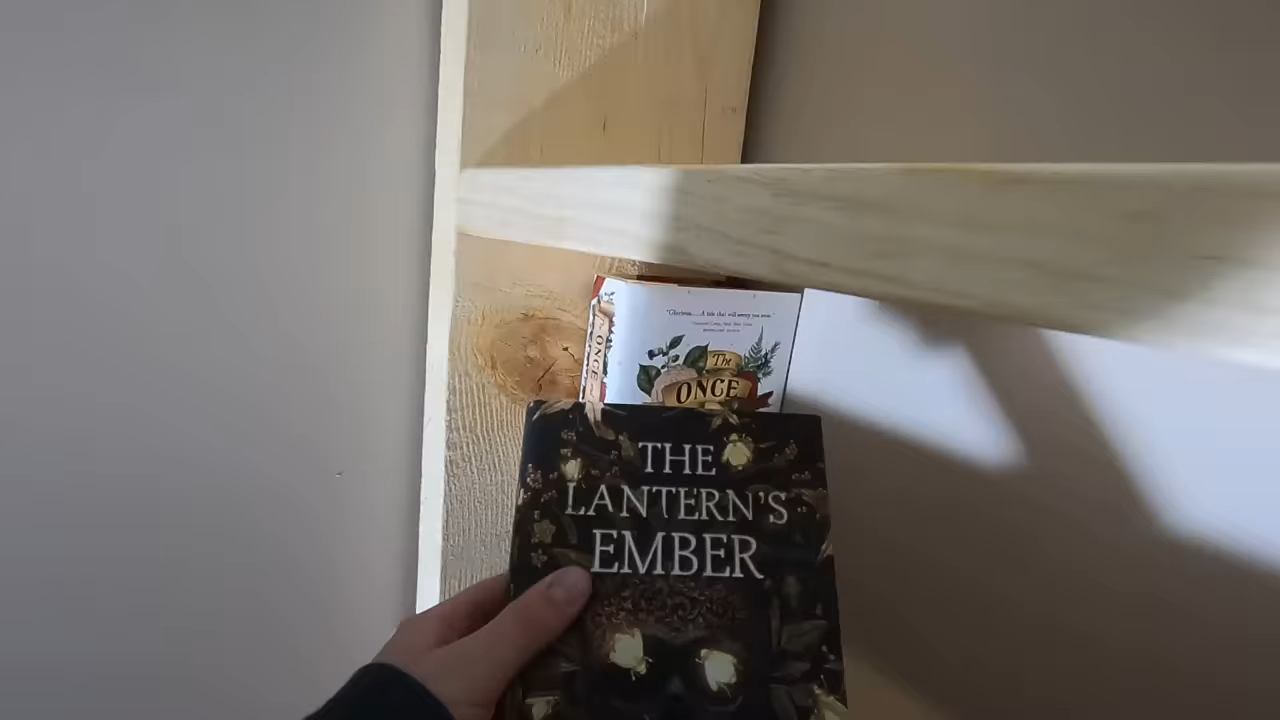 "Glorious.... A tale that will sweep you away."
The
ONCE
ONCE
THE
LANTERN'S
EMBER